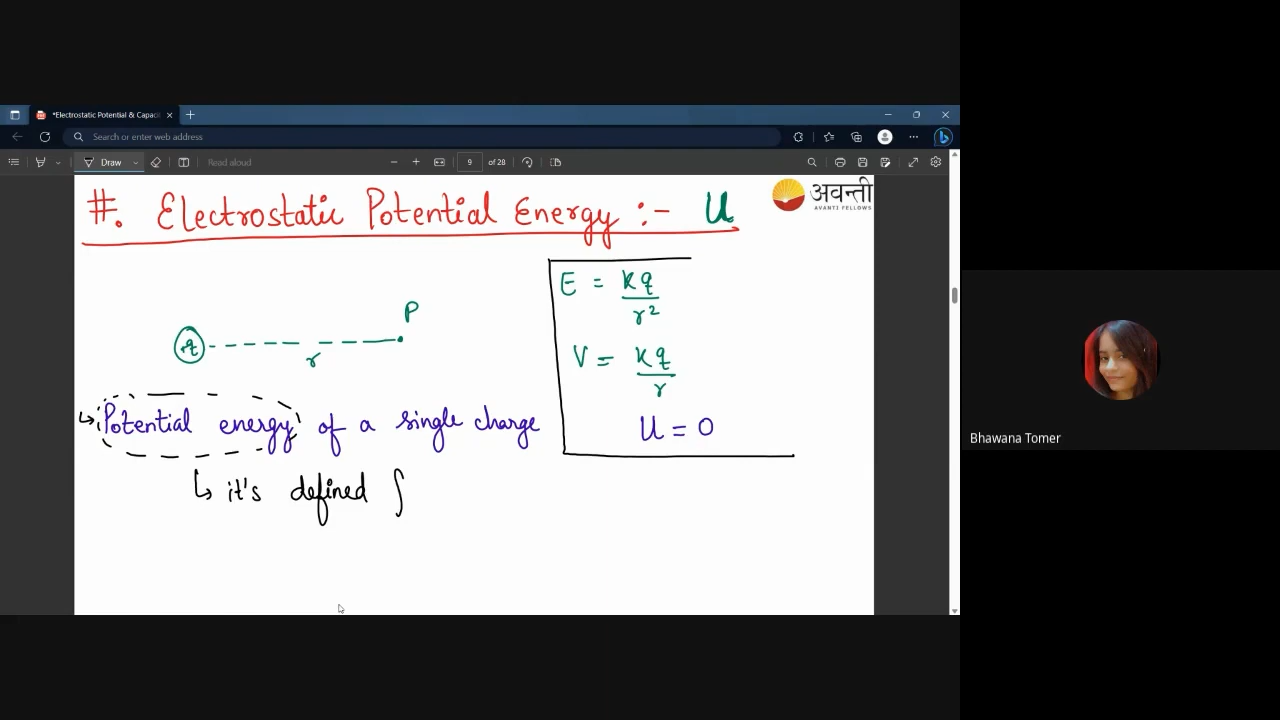 *Electrostatic Potential & Capaci
Search or enter web address
Draw
Read aloud
9 of 28
#. Electrostatic Potential Energy :- U
अवन्ती
AVANTI FELLOWS
E = kq / r²
P
q
r
V = kq / r
↳ Potential energy of a single charge
U = 0
↳ it's defined
Bhawana Tomer